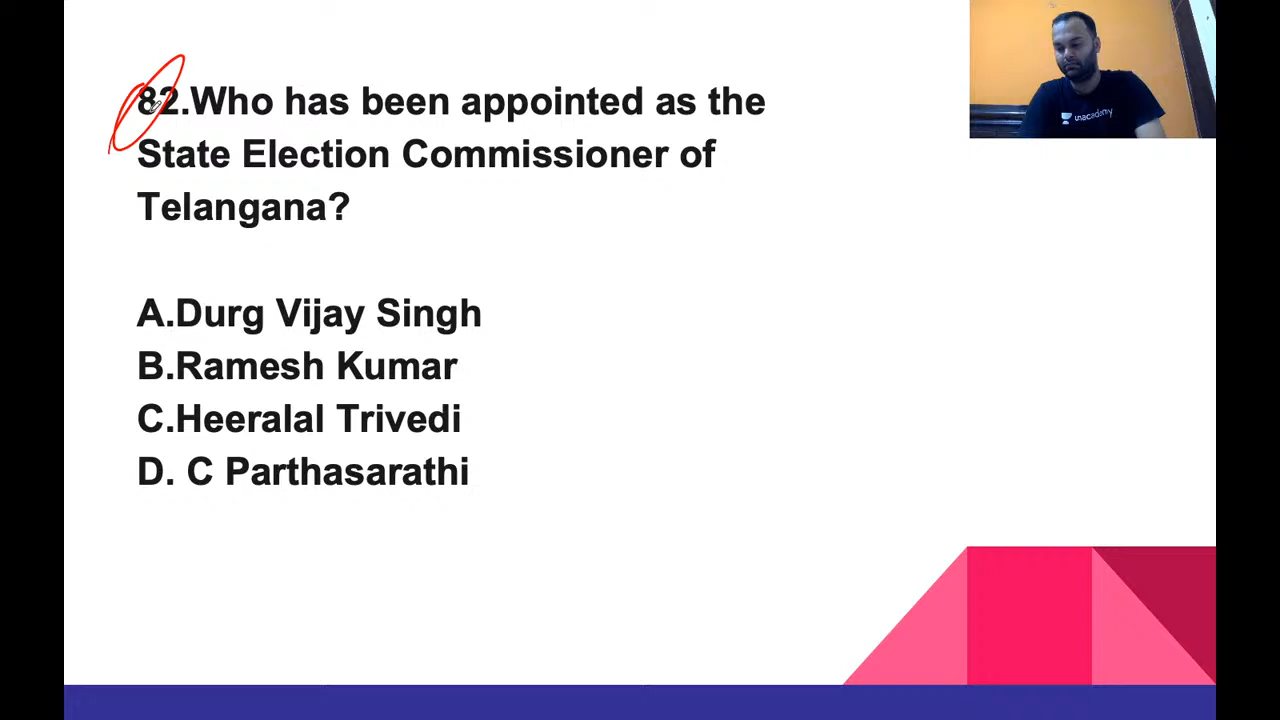 82.Who has been appointed as the
State Election Commissioner of
Telangana?
A.Durg Vijay Singh
B.Ramesh Kumar
C.Heeralal Trivedi
D. C Parthasarathi
unacademy